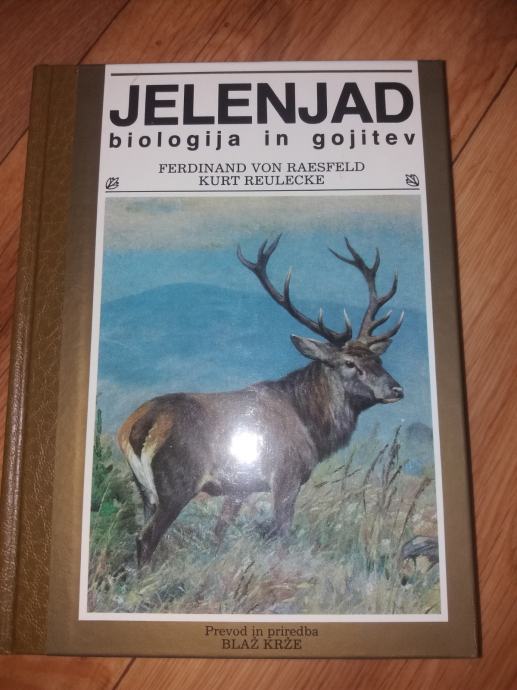 JELENJAD
biologija in gojitev
FERDINAND VON RAESFELD
KURT REULECKE
Prevod in priredba
BLAŽ KRŽE